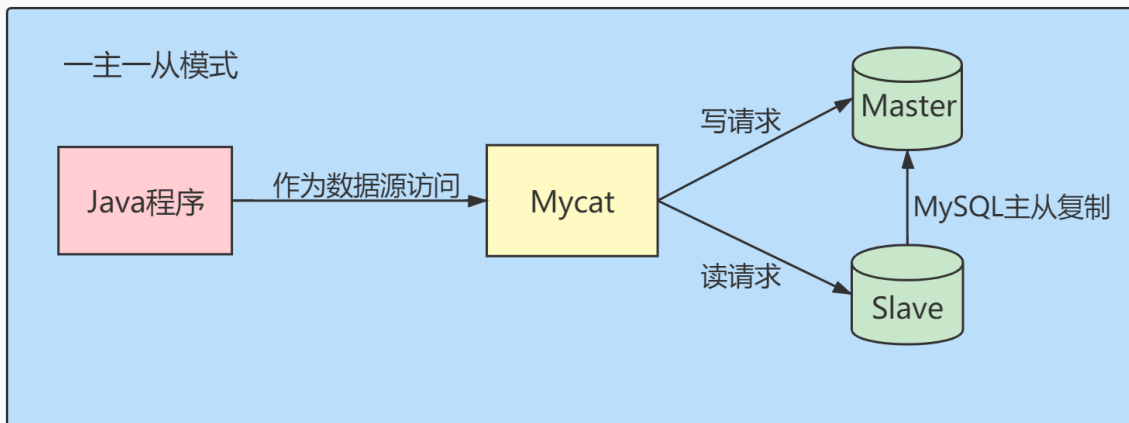 一主一从模式
Master
写请求
Java程序
作为数据源访问
Mycat
MySQL主从复制
读请求
Slave